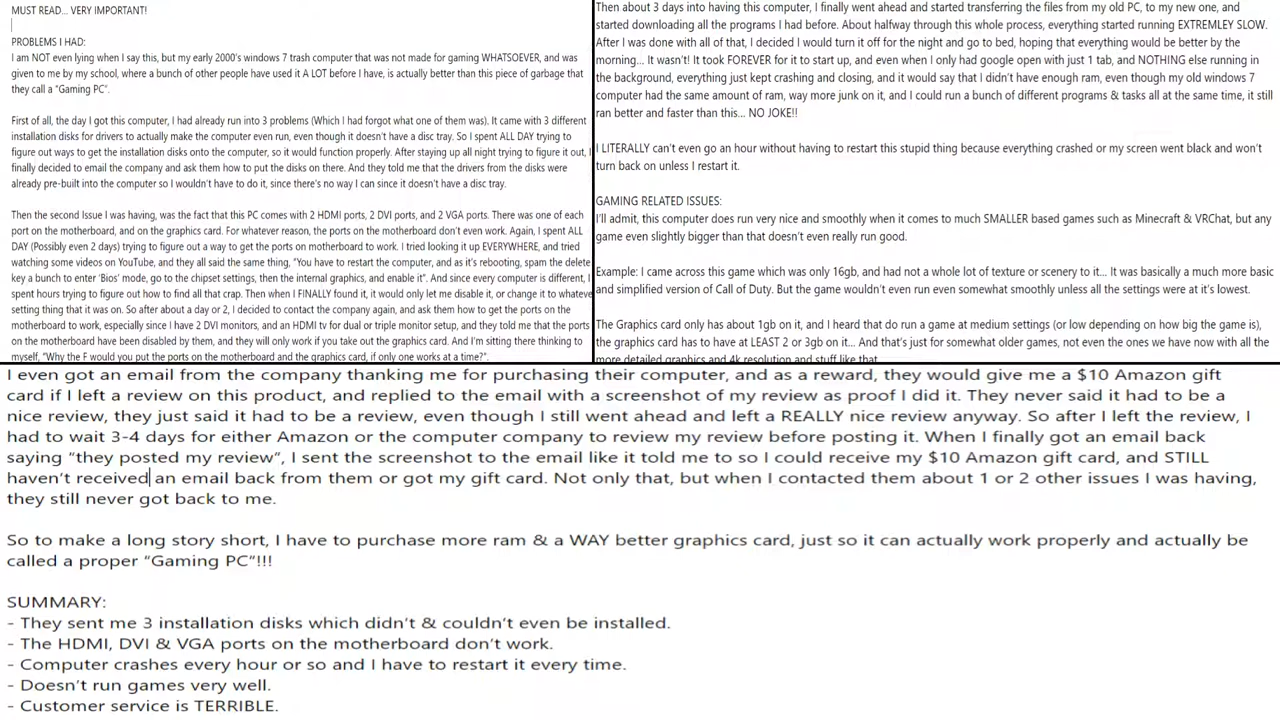 MUST READ... VERY IMPORTANT!
PROBLEMS I HAD:
I am NOT even lying when I say this, but my early 2000's windows 7 trash computer that was not made for gaming WHATSOEVER, and was
given to me by my school, where a bunch of other people have used it A LOT before I have, is actually better than this piece of garbage that
they call a "Gaming PC".
First of all, the day I got this computer, I had already run into 3 problems (Which I had forgot what one of them was). It came with 3 different
installation disks for drivers to actually make the computer even run, even though it doesn't have a disc tray. So I spent ALL DAY trying to
figure out ways to get the installation disks onto the computer, so it would function properly. After staying up all night trying to figure it out, I
finally decided to email the company and ask them how to put the disks on there. And they told me that the drivers from the disks were
already pre-built into the computer so I wouldn't have to do it, since there's no way I can since it doesn't have a disc tray.
Then the second Issue I was having, was the fact that this PC comes with 2 HDMI ports, 2 DVI ports, and 2 VGA ports. There was one of each
port on the motherboard, and on the graphics card. For whatever reason, the ports on the motherboard don't even work. Again, I spent ALL
DAY (Possibly even 2 days) trying to figure out a way to get the ports on motherboard to work. I tried looking it up EVERYWHERE, and tried
watching some videos on YouTube, and they all said the same thing, "You have to restart the computer, and as it's rebooting, spam the delete
key a bunch to enter 'Bios' mode, go to the chipset settings, then the internal graphics, and enable it". And since every computer is different, I
spent hours trying to figure out how to find all that crap. Then when I FINALLY found it, it would only let me disable it, or change it to whateve
setting thing that it was on. So after about a day or 2, I decided to contact the company again, and ask them how to get the ports on the
motherboard to work, especially since I have 2 DVI monitors, and an HDMI tv for dual or triple monitor setup, and they told me that the ports
on the motherboard have been disabled by them, and they will only work if you take out the graphics card. And I'm sitting there thinking to
myself, "Why the F would you put the ports on the motherboard and the graphics card, if only one works at a time?".
Then about 3 days into having this computer, I finally went ahead and started transferring the files from my old PC, to my new one, and
started downloading all the programs I had before. About halfway through this whole process, everything started running EXTREMLEY SLOW.
After I was done with all of that, I decided I would turn it off for the night and go to bed, hoping that everything would be better by the
morning... It wasn't! It took FOREVER for it to start up, and even when I only had google open with just 1 tab, and NOTHING else running in
the background, everything just kept crashing and closing, and it would say that I didn't have enough ram, even though my old windows 7
computer had the same amount of ram, way more junk on it, and I could run a bunch of different programs & tasks all at the same time, it still
ran better and faster than this... NO JOKE!!
I LITERALLY can't even go an hour without having to restart this stupid thing because everything crashed or my screen went black and won't
turn back on unless I restart it.
GAMING RELATED ISSUES:
I'll admit, this computer does run very nice and smoothly when it comes to much SMALLER based games such as Minecraft & VRChat, but any
game even slightly bigger than that doesn't even really run good.
Example: I came across this game which was only 16gb, and had not a whole lot of texture or scenery to it... It was basically a much more basic
and simplified version of Call of Duty. But the game wouldn't even run even somewhat smoothly unless all the settings were at it's lowest.
The Graphics card only has about 1gb on it, and I heard that do run a game at medium settings (or low depending on how big the game is),
the graphics card has to have at LEAST 2 or 3gb on it... And that's just for somewhat older games, not even the ones we have now with all the
more detailed graphics and 4k resolution and stuff like that
I even got an email from the company thanking me for purchasing their computer, and as a reward, they would give me a $10 Amazon gift
card if I left a review on this product, and replied to the email with a screenshot of my review as proof I did it. They never said it had to be a
nice review, they just said it had to be a review, even though I still went ahead and left a REALLY nice review anyway. So after I left the review, I
had to wait 3-4 days for either Amazon or the computer company to review my review before posting it. When I finally got an email back
saying "they posted my review", I sent the screenshot to the email like it told me to so I could receive my $10 Amazon gift card, and STILL
haven't received an email back from them or got my gift card. Not only that, but when I contacted them about 1 or 2 other issues I was having,
they still never got back to me.
So to make a long story short, I have to purchase more ram & a WAY better graphics card, just so it can actually work properly and actually be
called a proper "Gaming PC"!!!
SUMMARY:
- They sent me 3 installation disks which didn't & couldn't even be installed.
- The HDMI, DVI & VGA ports on the motherboard don't work.
- Computer crashes every hour or so and I have to restart it every time.
- Doesn't run games very well.
- Customer service is TERRIBLE.